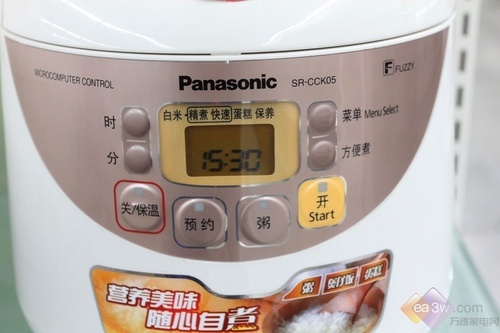 Panasonic
SR-CCK05
MICROCOMPUTER CONTROL
F FUZZY
白米 精煮 快速 蛋糕 保养
15:30
时
分
菜单 Menu Select
方便煮
关/保温
预约
粥
开
Start
营养美味
随心自煮
粥
ea3w.com
万维家电网